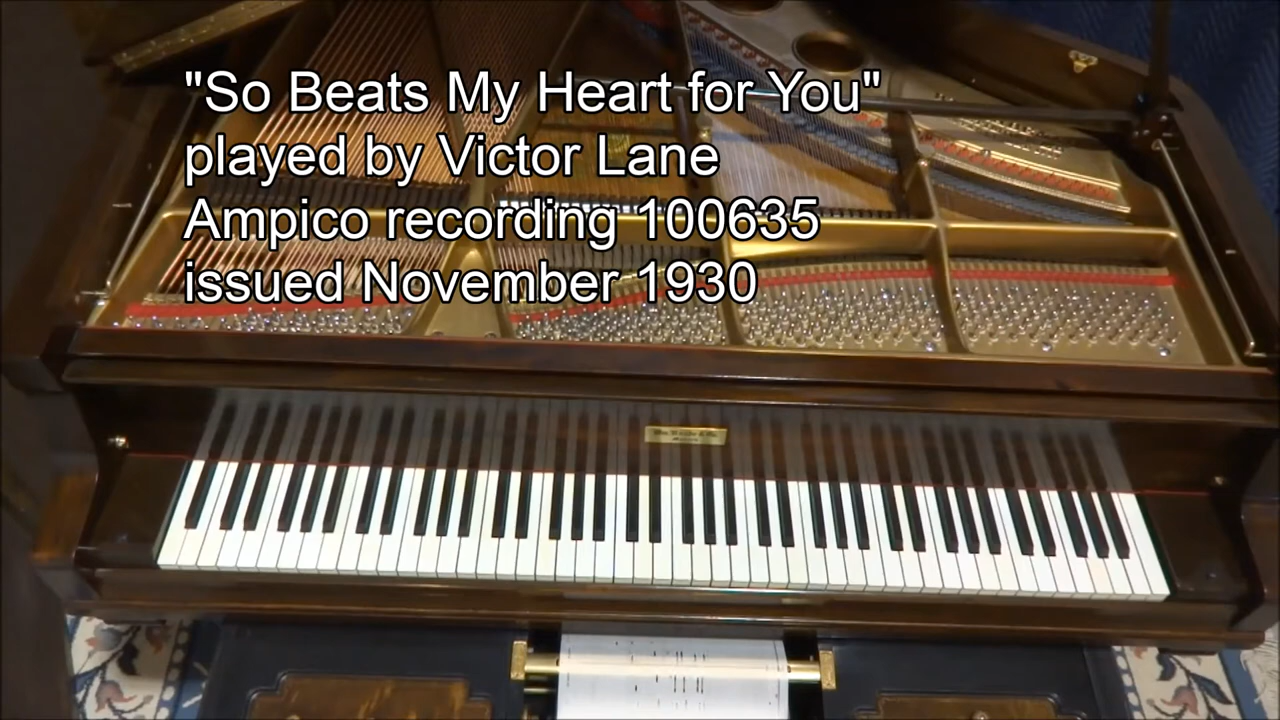 "So Beats My Heart for You"
played by Victor Lane
Ampico recording 100635
issued November 1930